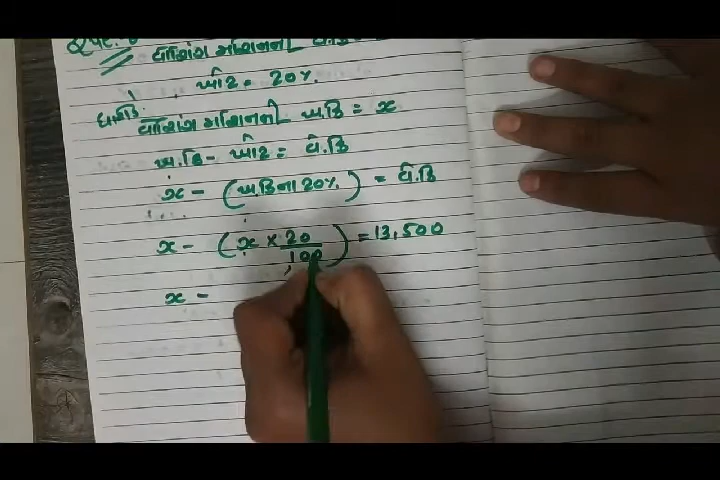 વોશિંગ મશિનની
ખોટ = 20%
ધારોકે વોશિંગ મશિનની ખ.કિ = x
ખ.કિ - ખોટ = વે.કિ
x - (ખ.કિના 20%) = વે.કિ
x - (x × 20/100) = 13,500
x -